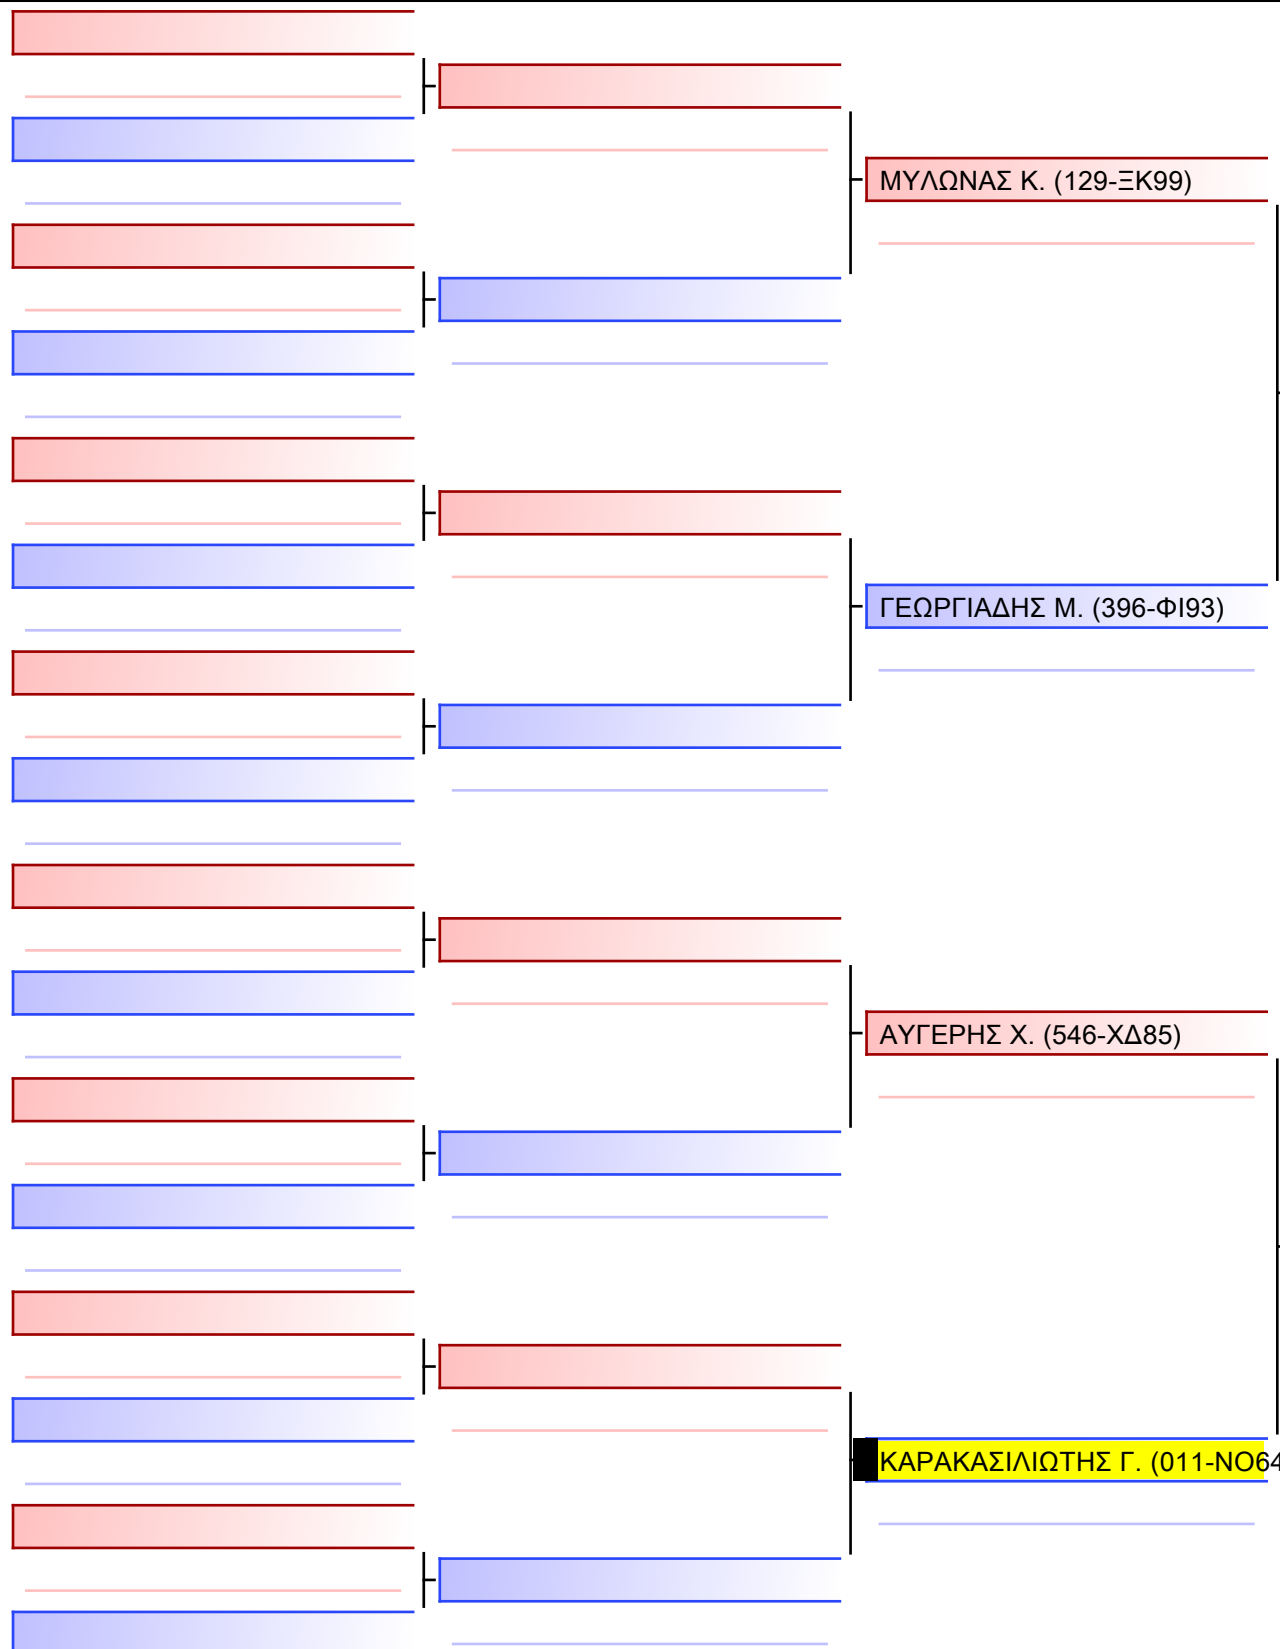 ΜΥΛΩΝΑΣ Κ. (129-ΞΚ99)
ΓΕΩΡΓΙΑΔΗΣ Μ. (396-ΦΙ93)
ΑΥΓΕΡΗΣ Χ. (546-ΧΔ85)
ΚΑΡΑΚΑΣΙΛΙΩΤΗΣ Γ. (011-ΝΟ64